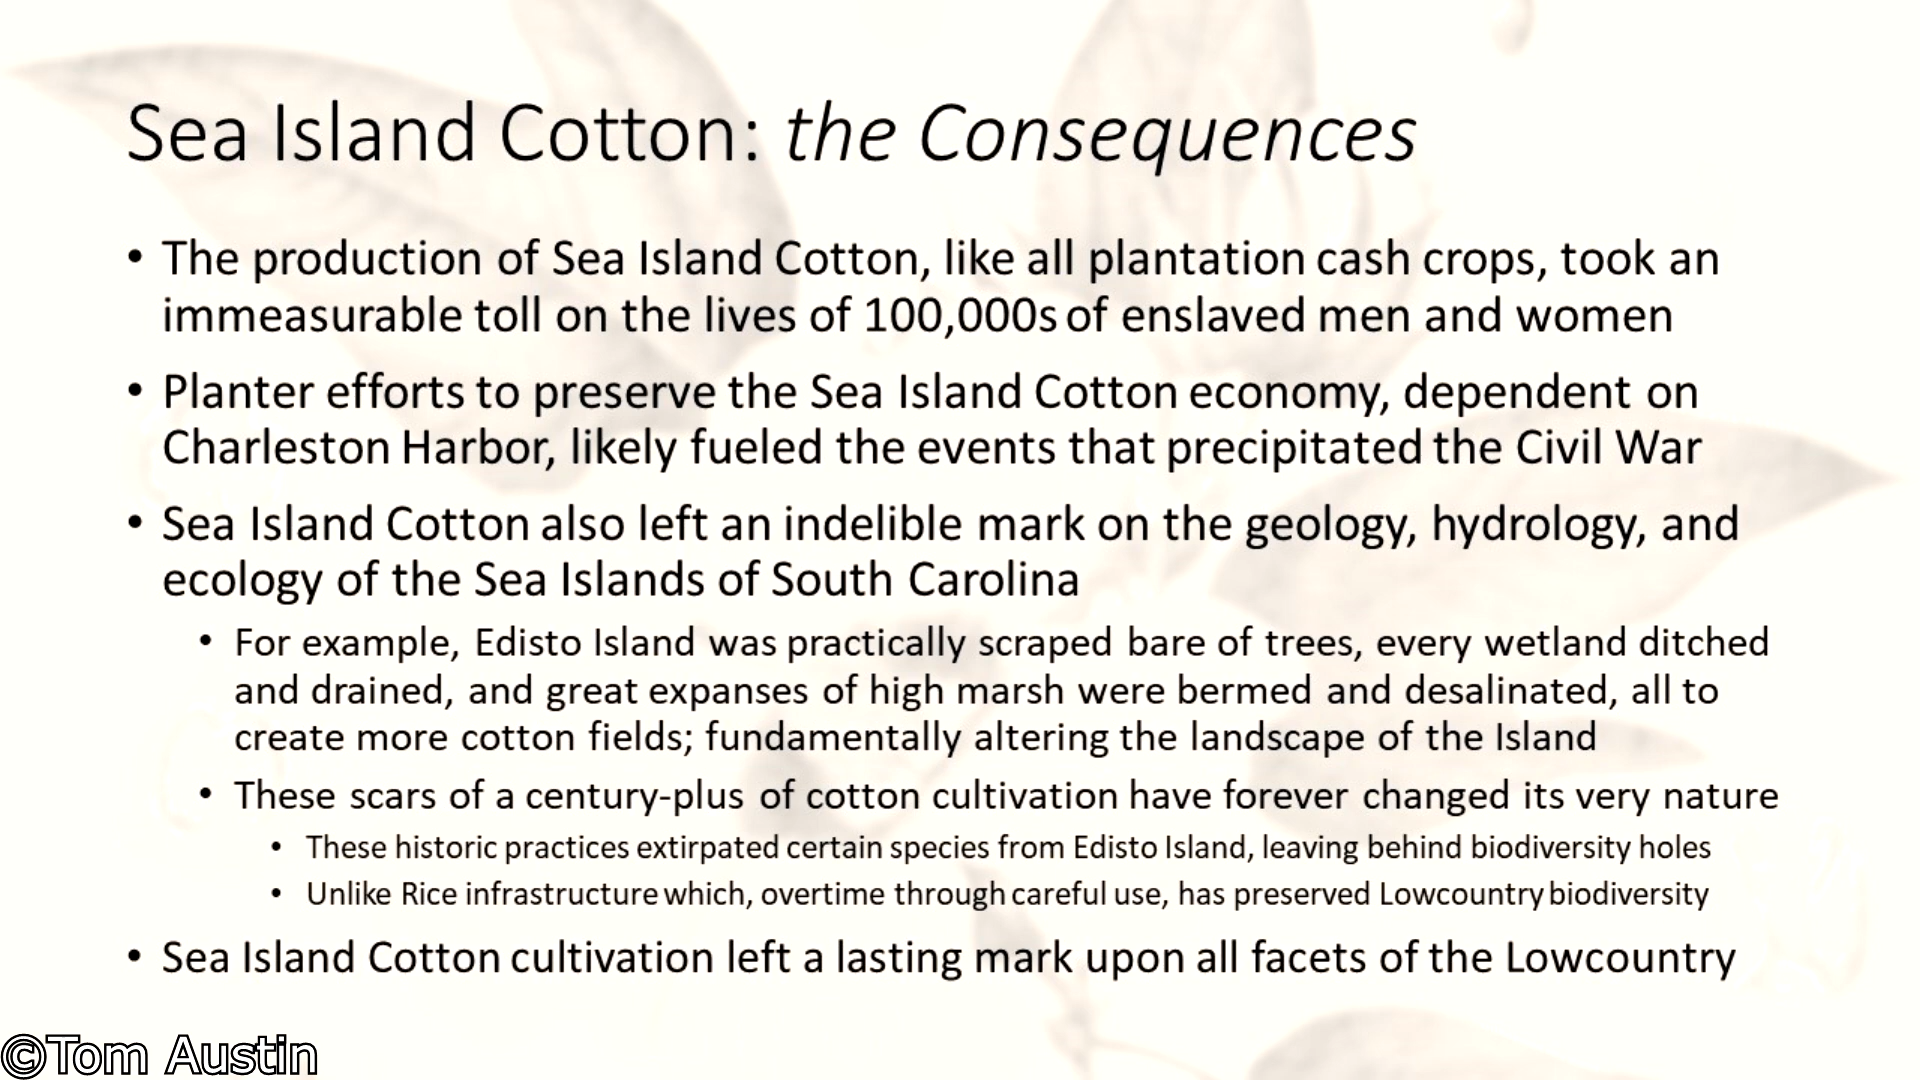 Sea Island Cotton: the Consequences
• The production of Sea Island Cotton, like all plantation cash crops, took an
immeasurable toll on the lives of 100,000s of enslaved men and women
• Planter efforts to preserve the Sea Island Cotton economy, dependent on
Charleston Harbor, likely fueled the events that precipitated the Civil War
• Sea Island Cotton also left an indelible mark on the geology, hydrology, and
ecology of the Sea Islands of South Carolina
• For example, Edisto Island was practically scraped bare of trees, every wetland ditched
and drained, and great expanses of high marsh were bermed and desalinated, all to
create more cotton fields; fundamentally altering the landscape of the Island
• These scars of a century-plus of cotton cultivation have forever changed its very nature
• These historic practices extirpated certain species from Edisto Island, leaving behind biodiversity holes
• Unlike Rice infrastructure which, overtime through careful use, has preserved Lowcountry biodiversity
• Sea Island Cotton cultivation left a lasting mark upon all facets of the Lowcountry
©Tom Austin